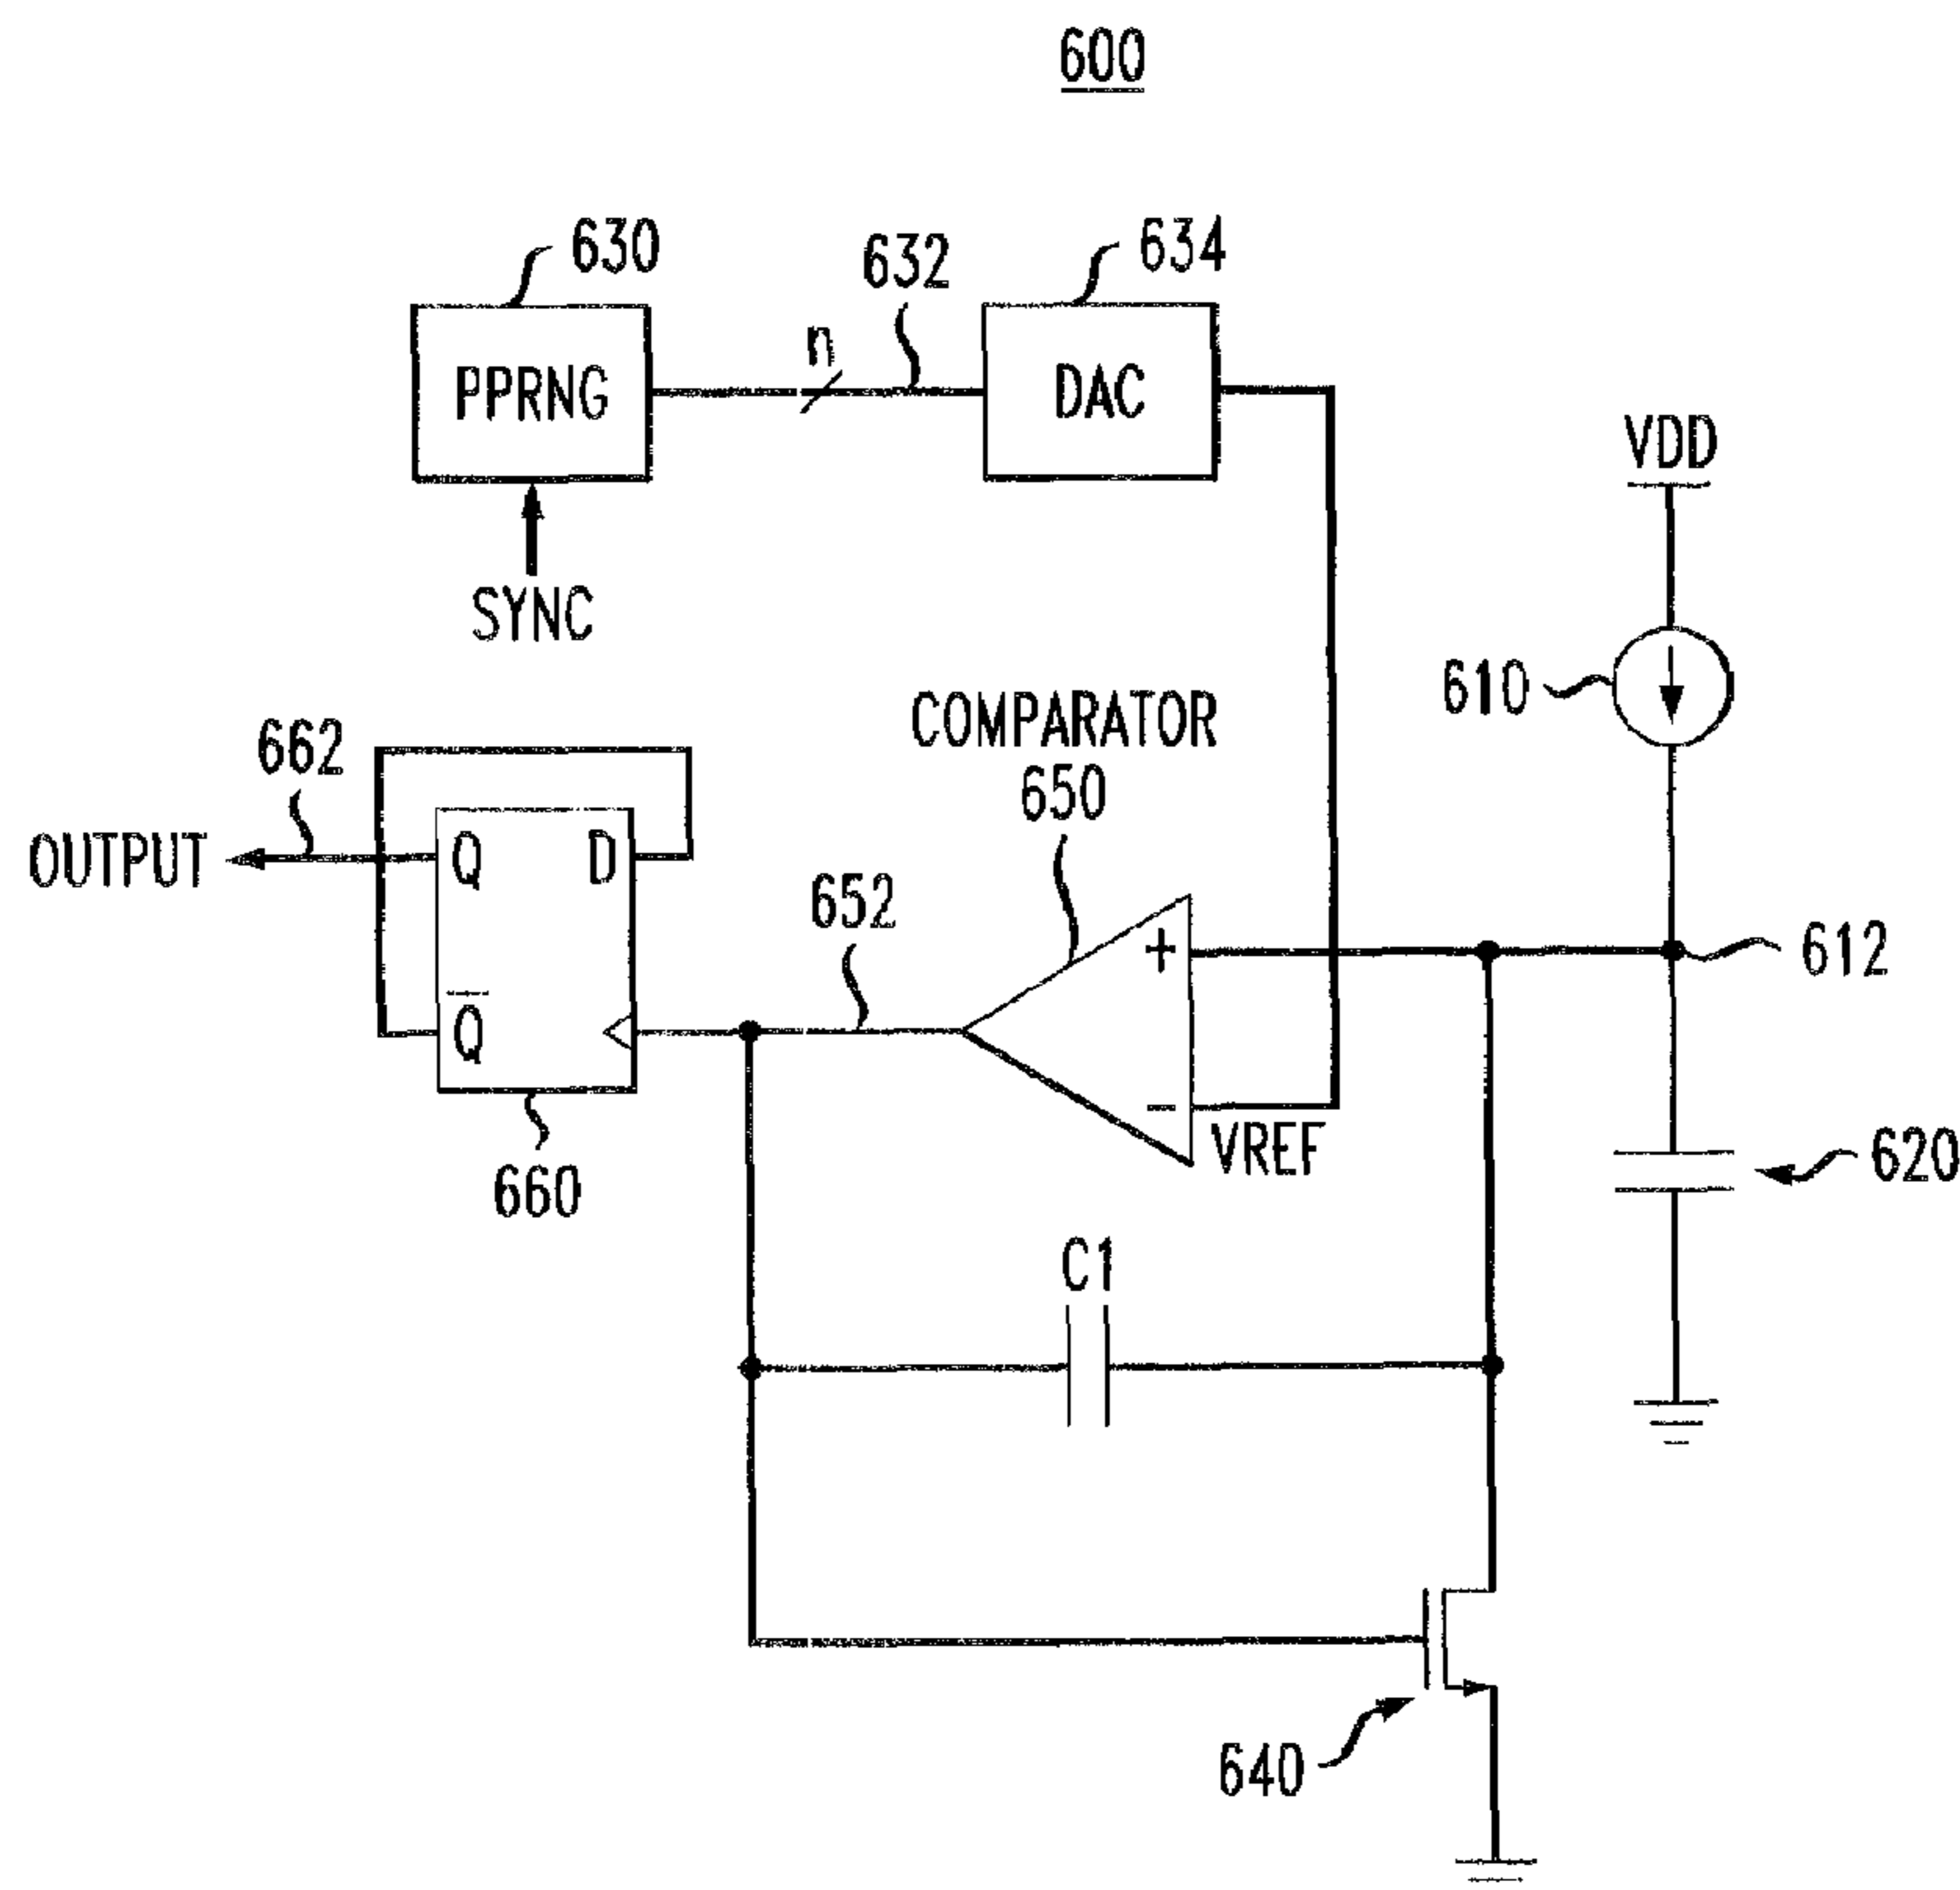 600
630
632
634
n
PPRNG
DAC
VDD
SYNC
610
COMPARATOR
650
662
OUTPUT
Q
D
652
+
612
Q
−
VREF
660
620
C1
640